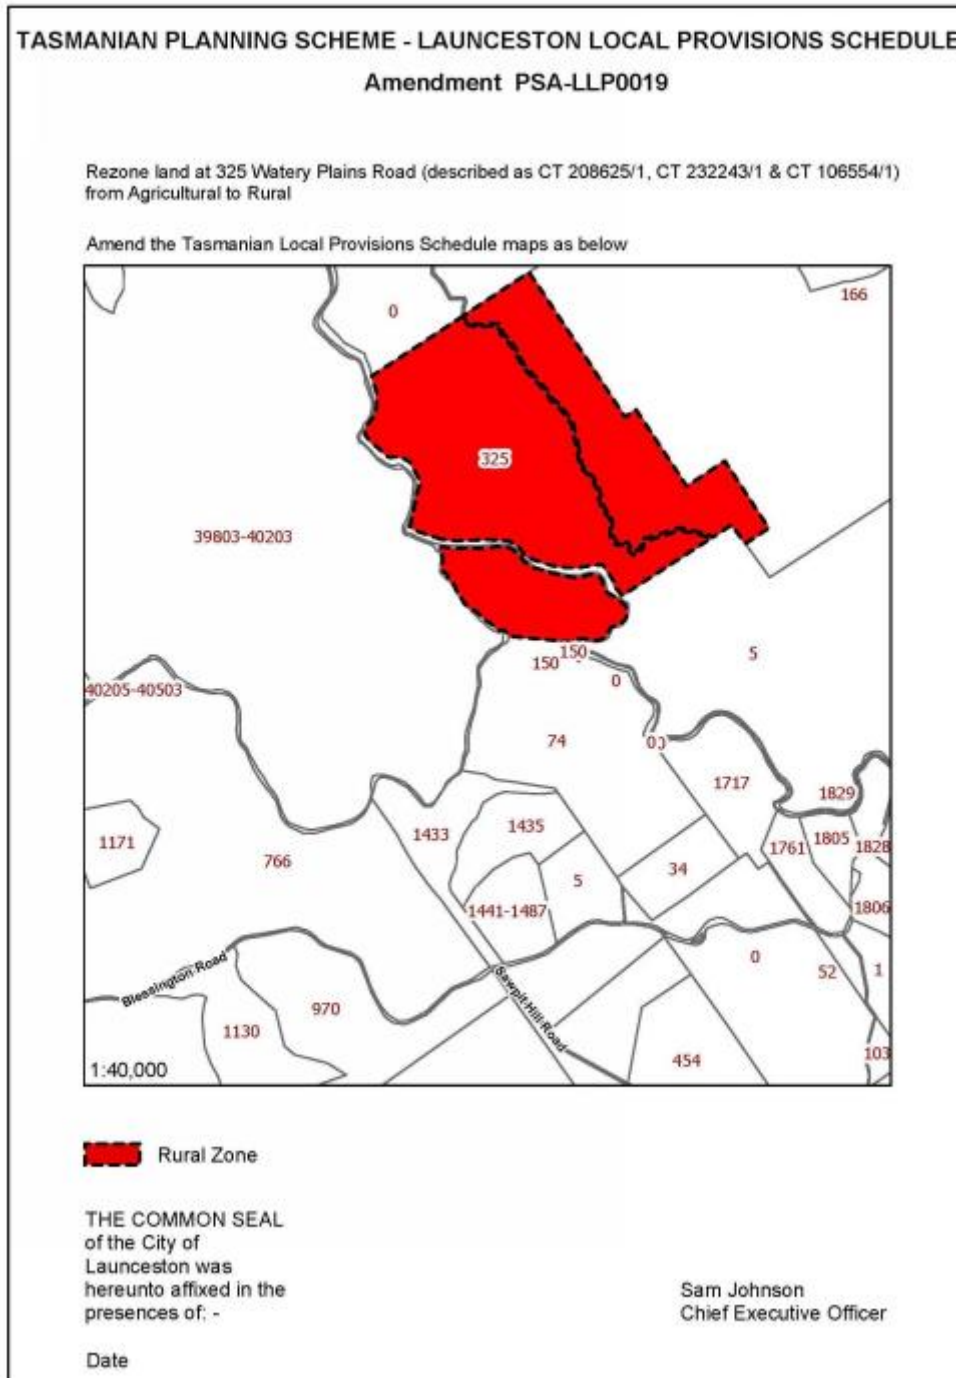 TASMANIAN PLANNING SCHEME - LAUNCESTON LOCAL PROVISIONS SCHEDULE
Amendment PSA-LLP0019
Rezone land at 325 Watery Plains Road (described as CT 208625/1, CT 232243/1 & CT 106554/1)
from Agricultural to Rural
Amend the Tasmanian Local Provisions Schedule maps as below
166
0
325
39803-40203
150
150
5
0
40205-40503
74
00
1717
1829
1171
766
1433
1435
1761
1805
1828
5
34
1441-1487
1806
Blessington Road
0
52
1
970
Sawpit Hill Road
1130
454
103
1:40,000
Rural Zone
THE COMMON SEAL
of the City of
Launceston was
hereunto affixed in the
presences of: -
Sam Johnson
Chief Executive Officer
Date